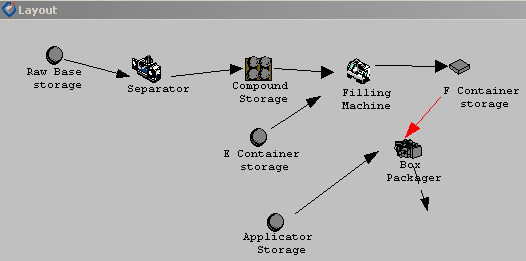 Layout
Raw Base
storage
Separator
Compound
Storage
Filling
Machine
F Container
storage
E Container
storage
Box
Packager
Applicator
Storage